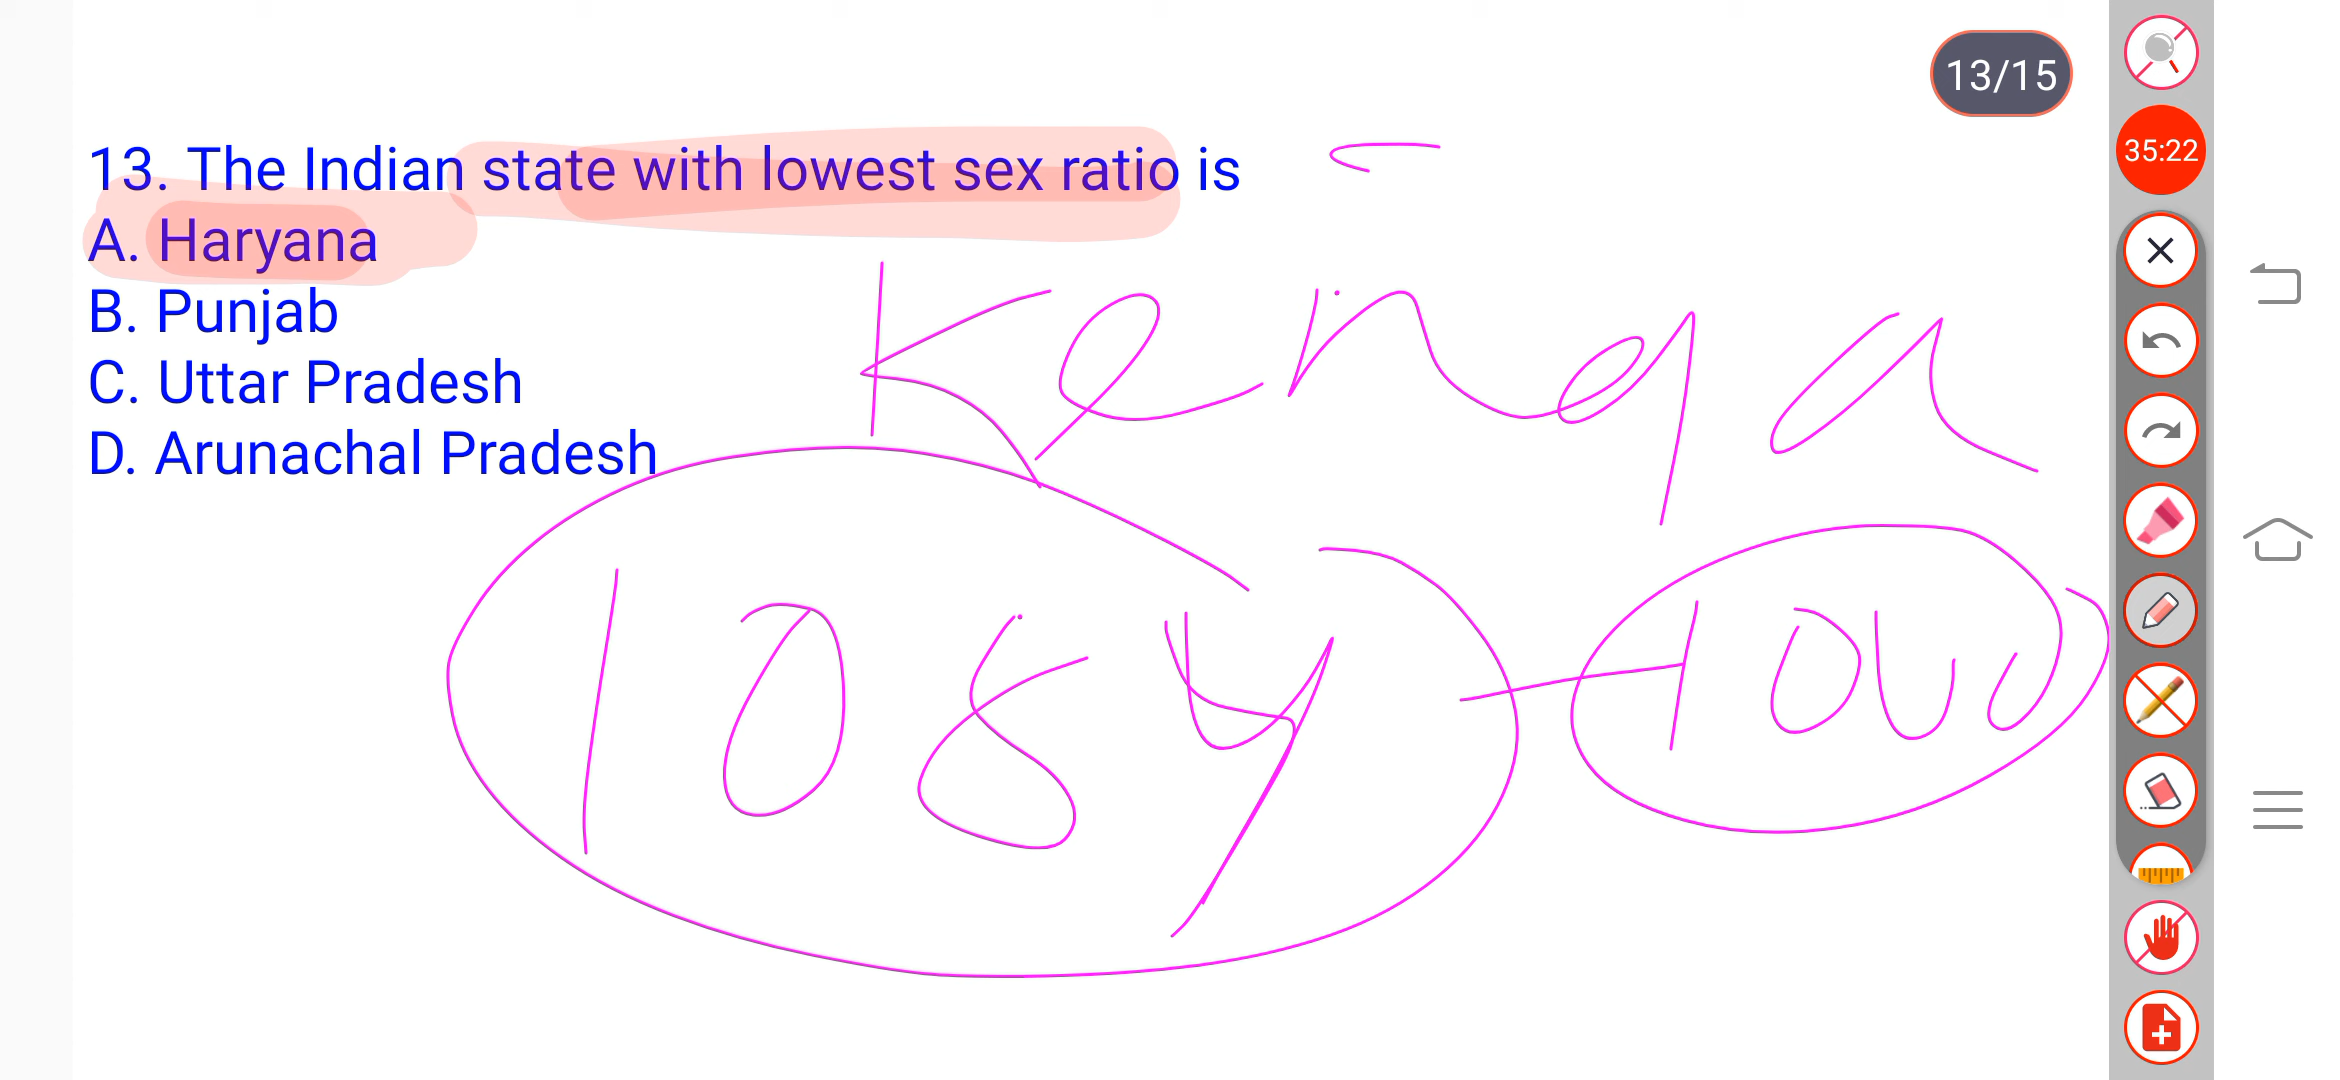 13/15
35:22
13. The Indian state with lowest sex ratio is
A. Haryana
B. Punjab
C. Uttar Pradesh
D. Arunachal Pradesh
1084 - 1000